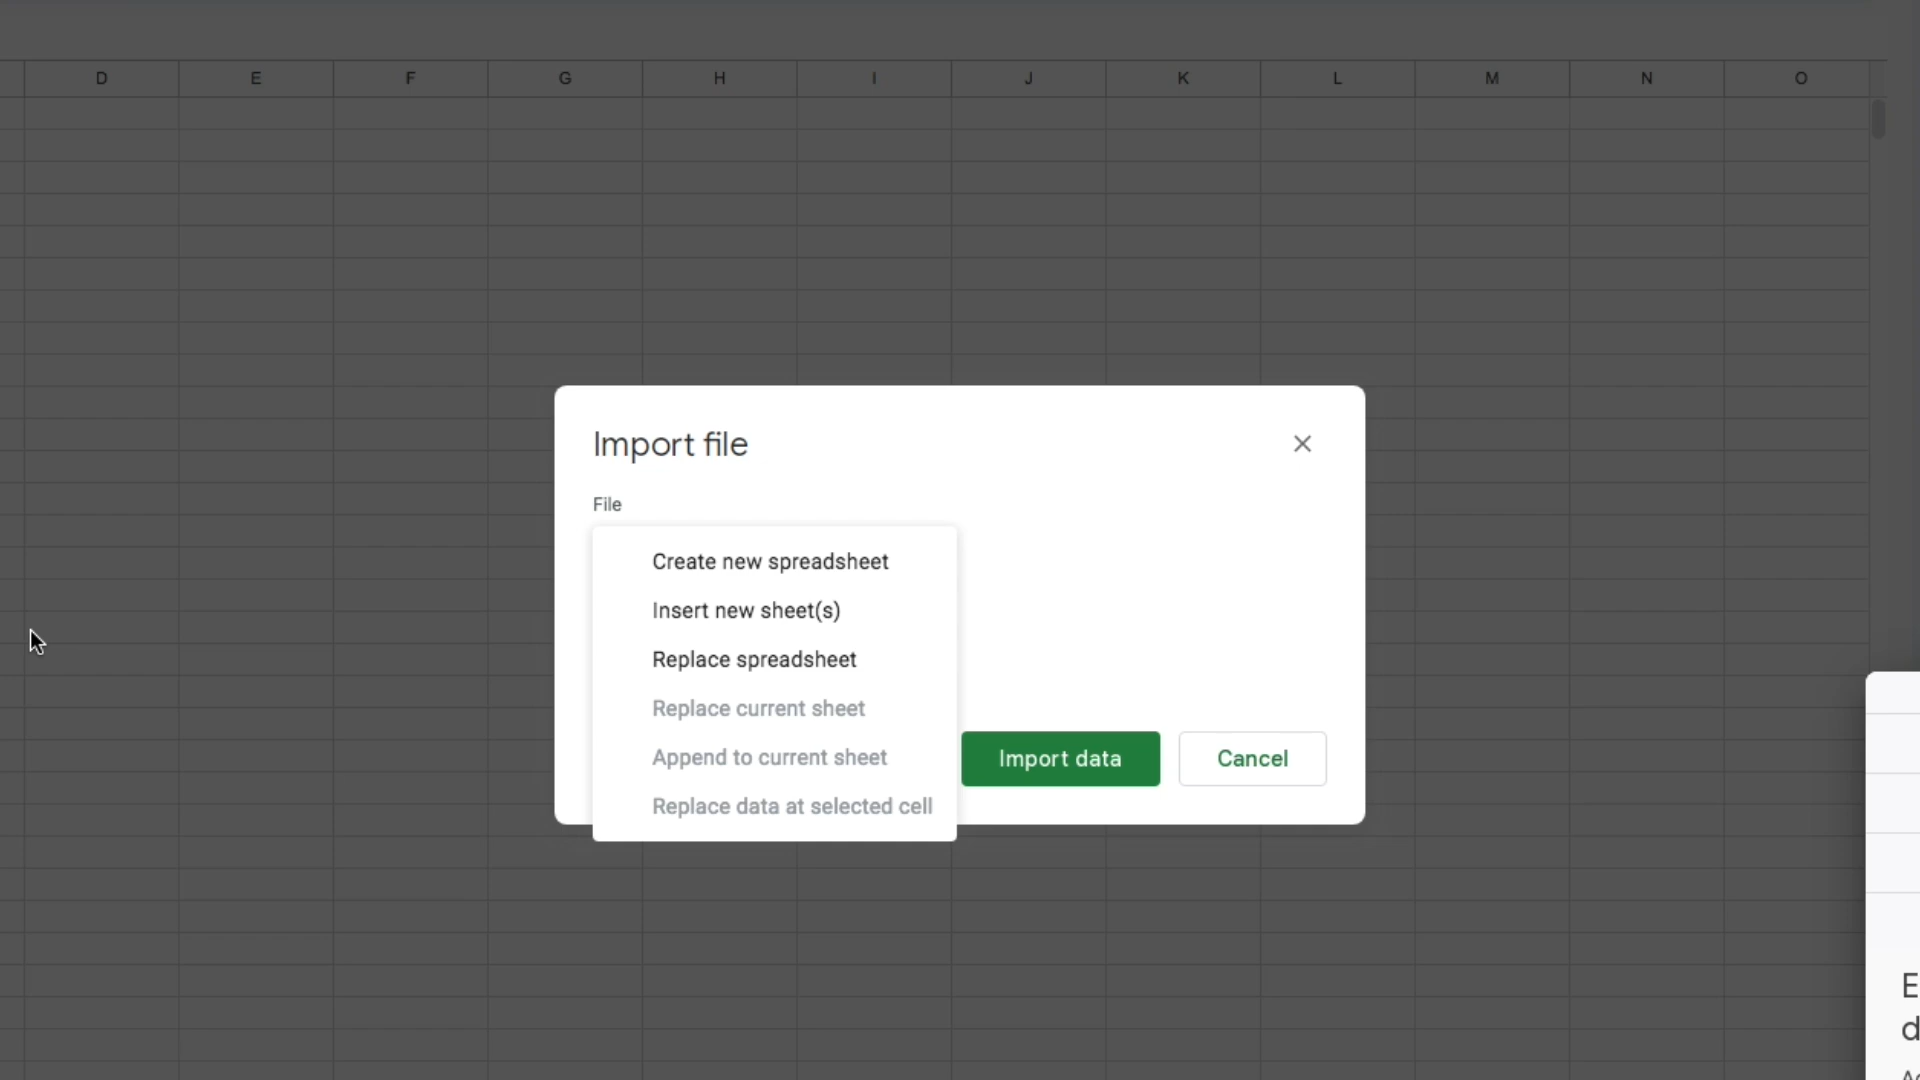 D E F G H I J K L M N O
Import file
File
Create new spreadsheet
Insert new sheet(s)
Replace spreadsheet
Replace current sheet
Append to current sheet
Replace data at selected cell
Import data Cancel
E
d